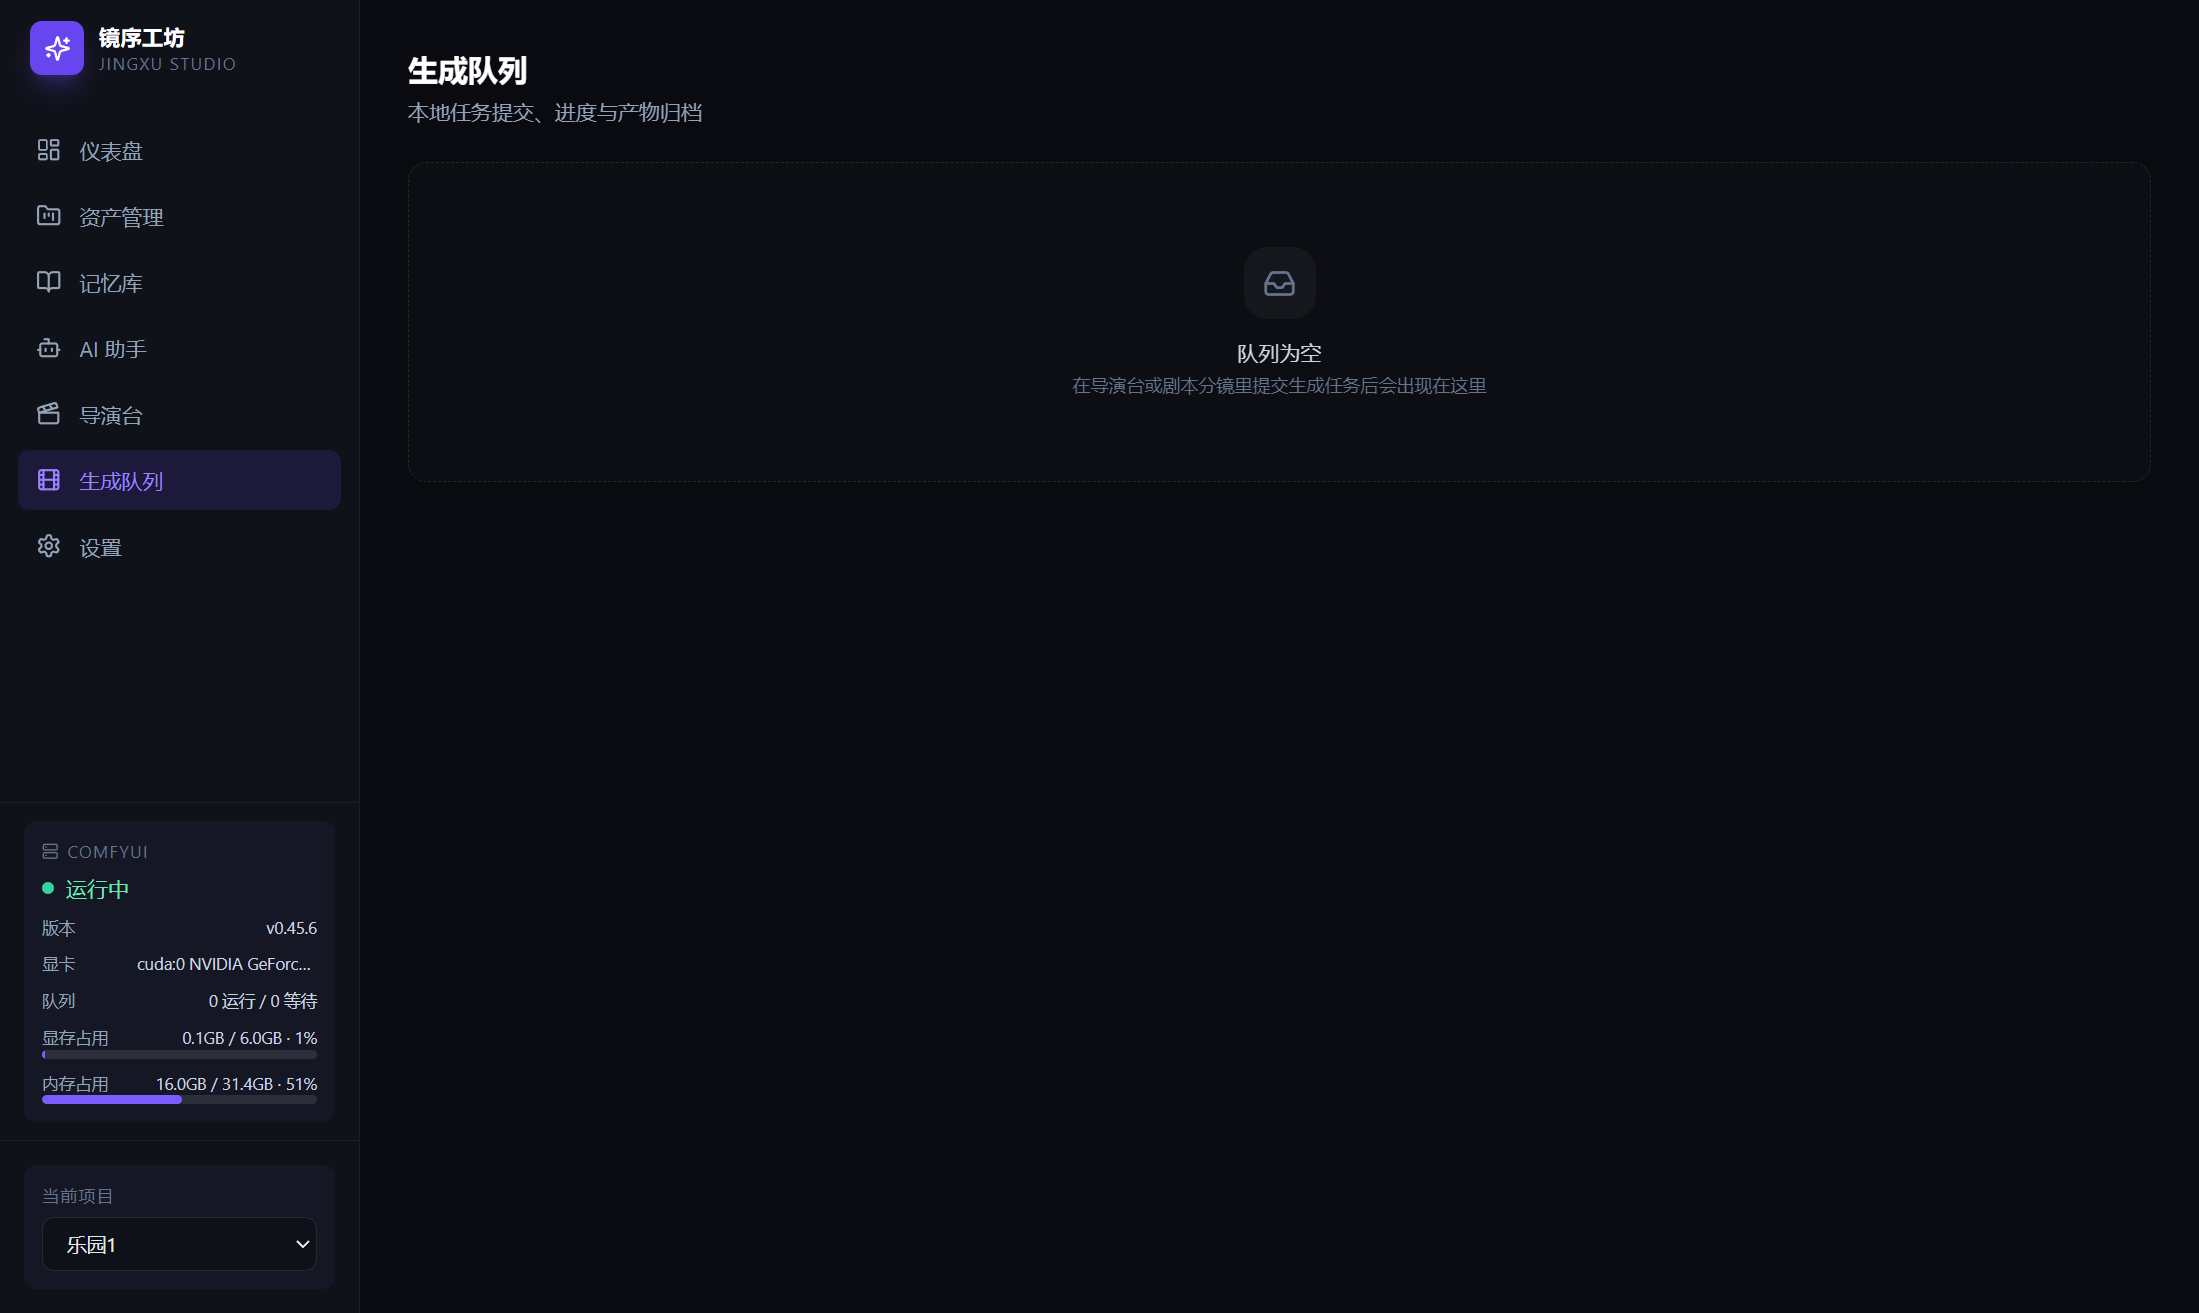 镜序工坊
JINGXU STUDIO
仪表盘
资产管理
记忆库
AI 助手
导演台
生成队列
设置
COMFYUI
运行中
版本 v0.45.6
显卡 cuda:0 NVIDIA GeForc...
队列 0 运行 / 0 等待
显存占用 0.1GB / 6.0GB · 1%
内存占用 16.0GB / 31.4GB · 51%
当前项目
乐园1
生成队列
本地任务提交、进度与产物归档
队列为空
在导演台或剧本分镜里提交生成任务后会出现在这里